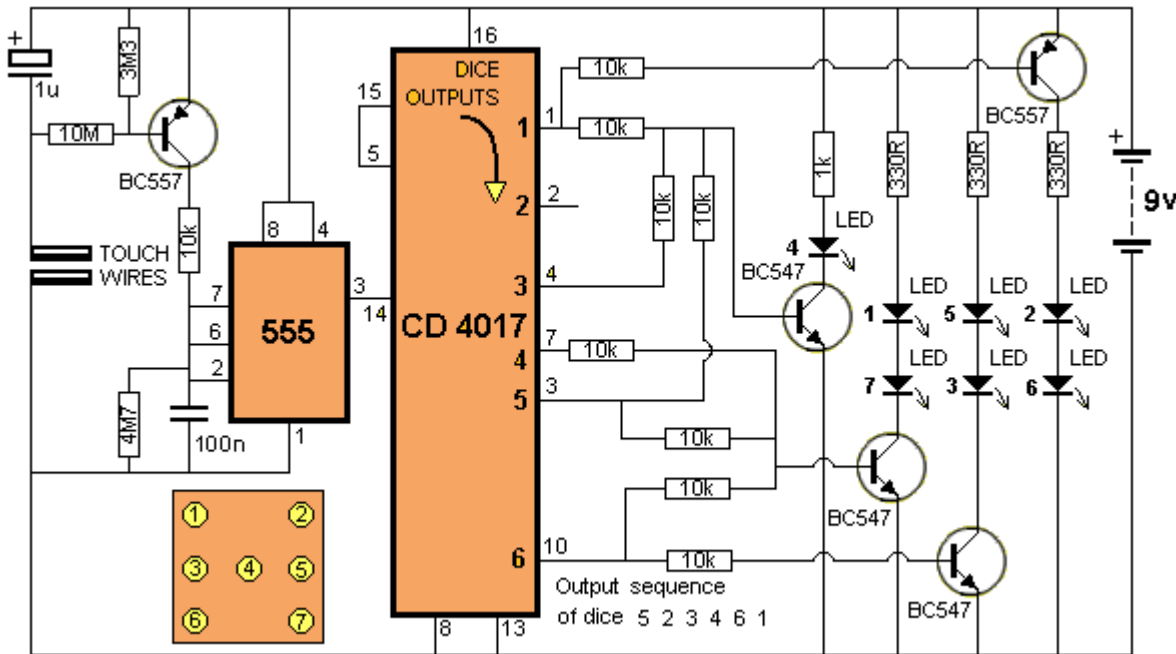 +
1u
3M3
10M
BC557
10k
TOUCH
WIRES
8
4
7
6
2
3
555
1
4M7
100n
14
15
5
16
DICE
OUTPUTS
1
2
3
CD 4017
4
5
6
1
2
4
7
3
10
8
13
10k
10k
10k
10k
10k
10k
10k
10k
BC557
1k
330R
330R
330R
+
9v
LED
4
BC547
LED
1
LED
5
LED
2
LED
7
LED
3
LED
6
BC547
BC547
Output sequence
of dice 5 2 3 4 6 1
1
2
3
4
5
6
7